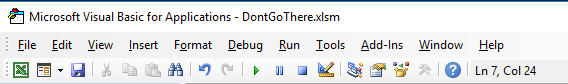 Microsoft Visual Basic for Applications - DontGoThere.xlsm
File Edit View Insert Format Debug Run Tools Add-Ins Window Help
Ln 7, Col 24